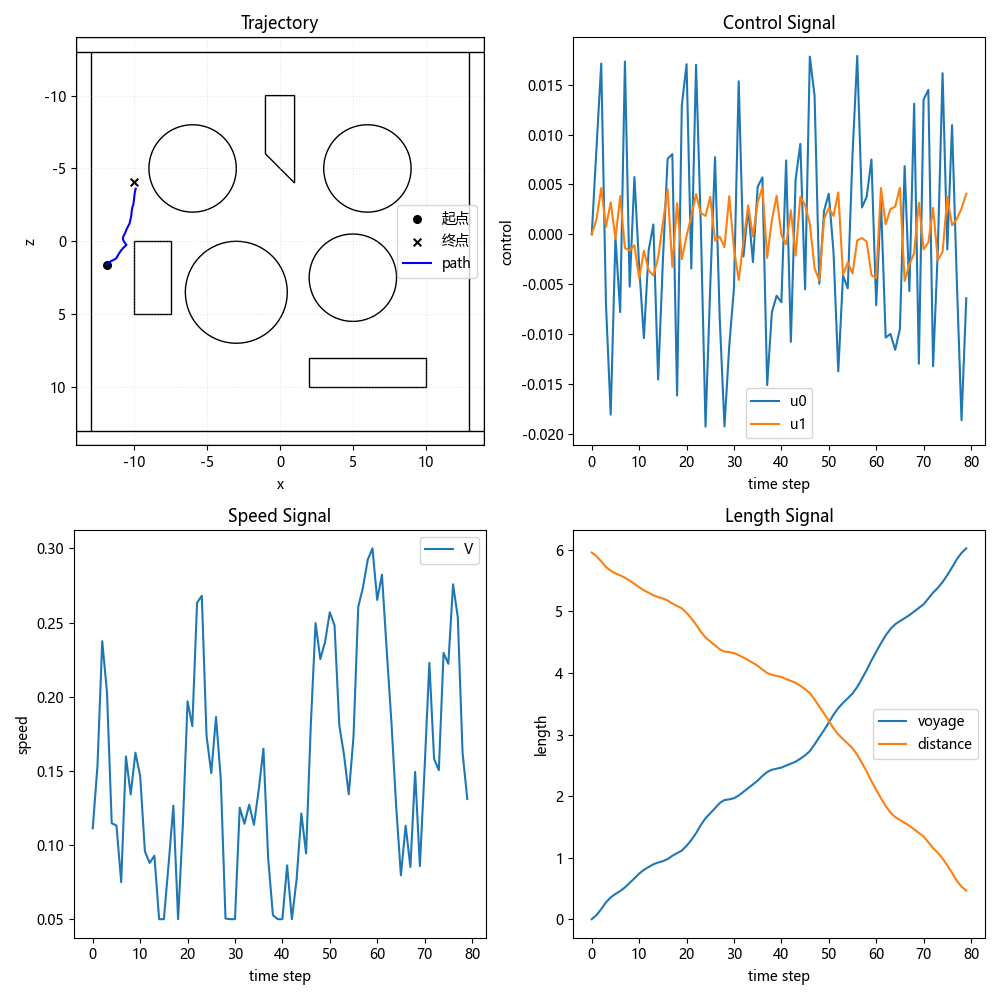 Trajectory
-10
-5
0
5
10
z
-10 -5 0 5 10
x
起点
终点
path
Control Signal
0.015
0.010
0.005
0.000
-0.005
-0.010
-0.015
-0.020
control
0 10 20 30 40 50 60 70 80
time step
u0
u1
Speed Signal
0.30
0.25
0.20
0.15
0.10
0.05
speed
0 10 20 30 40 50 60 70 80
time step
V
Length Signal
6
5
4
3
2
1
0
length
0 10 20 30 40 50 60 70 80
time step
voyage
distance